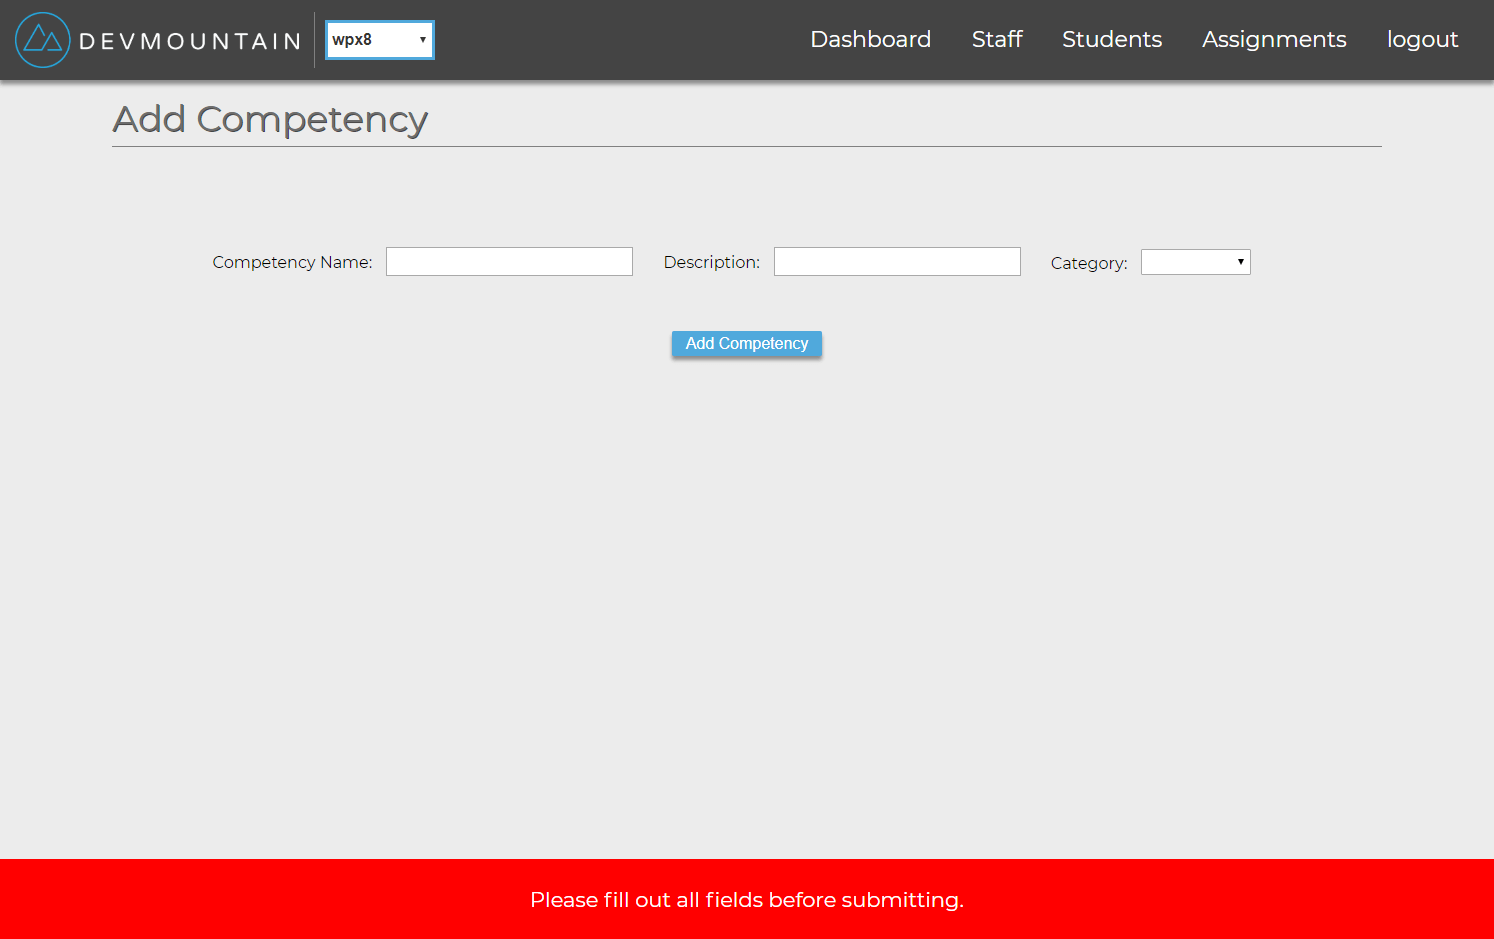 DEVMOUNTAIN wpx8 Dashboard Staff Students Assignments logout
Add Competency
Competency Name: Description: Category:
Add Competency
Please fill out all fields before submitting.